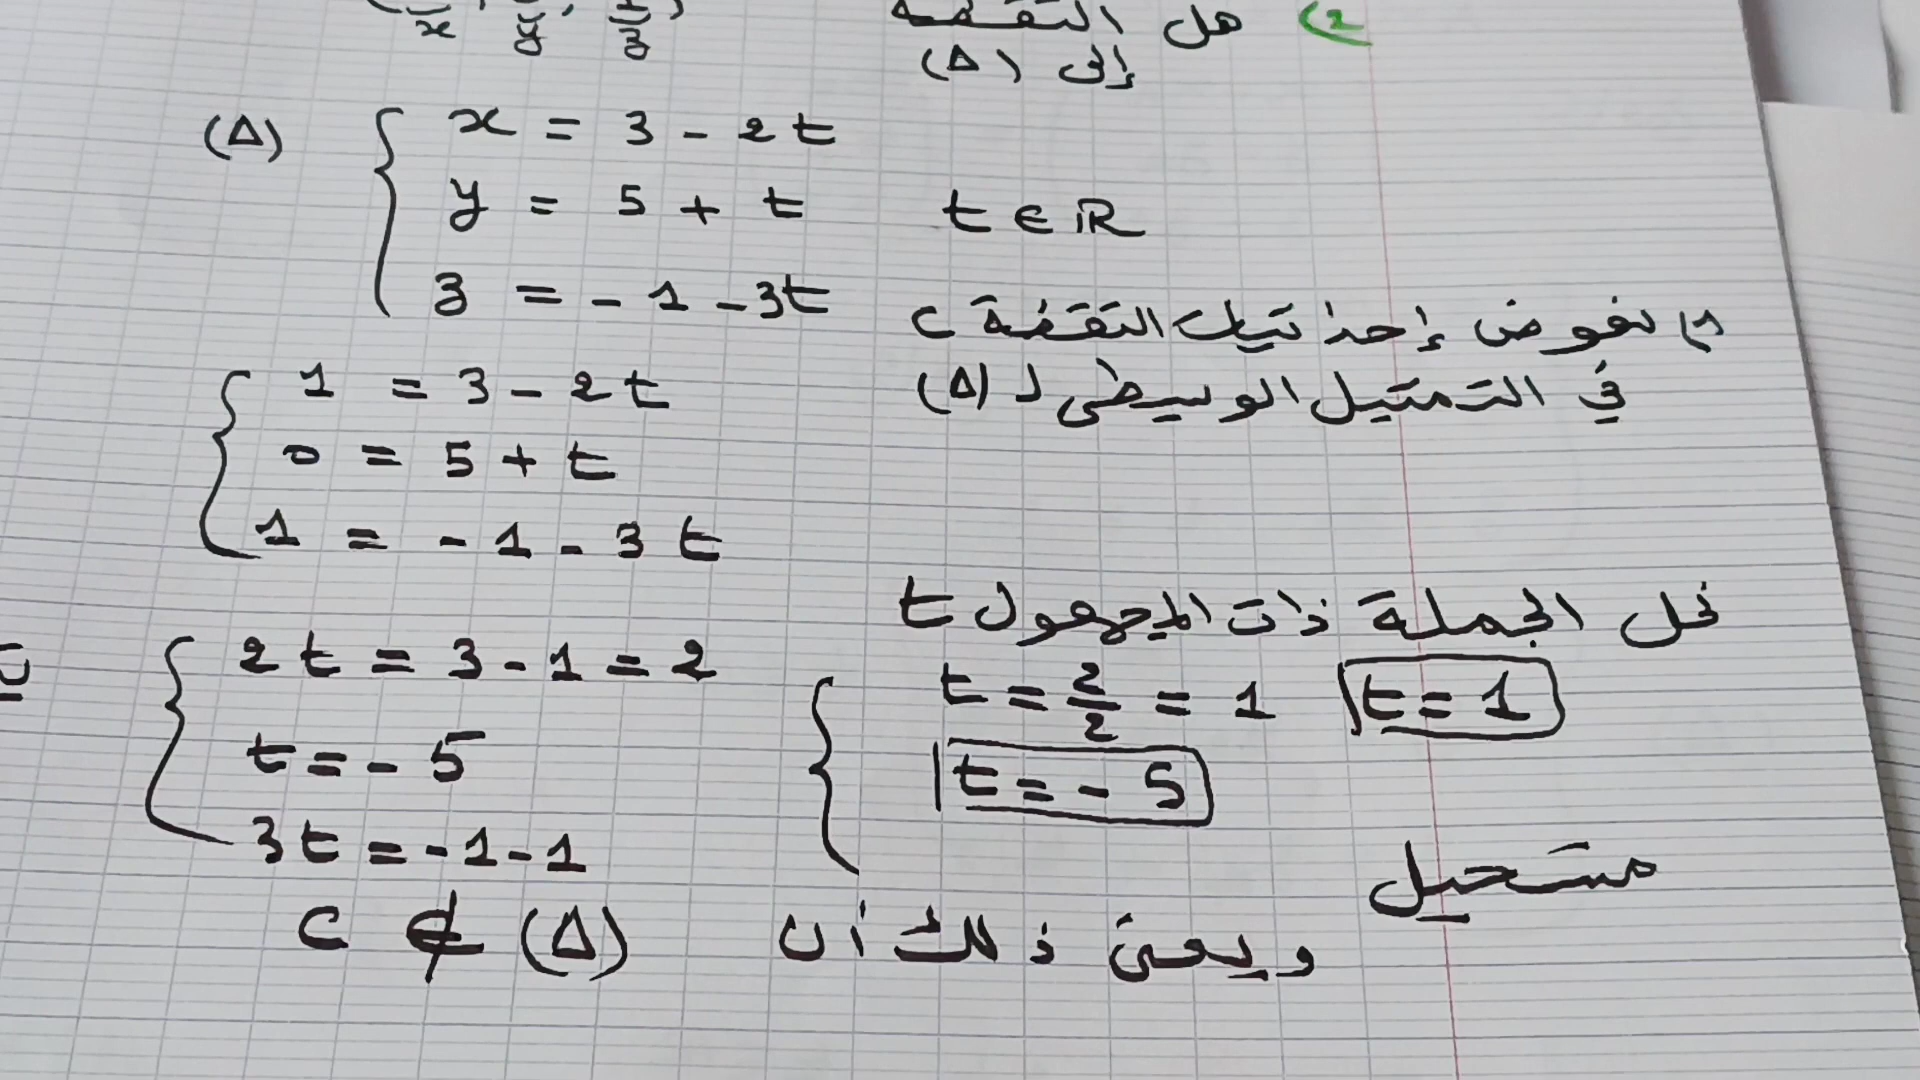 2) هل النقطة
إلى (Δ)
(Δ) { x = 3 - 2t
y = 5 + t t ∈ ℝ
z = -1 - 3t
1) نعوض إحداثيات النقطة C
في التمثيل الوسيطي لـ (Δ)
{ 1 = 3 - 2t
0 = 5 + t
1 = -1 - 3t
نحل الجملة ذات المجهول t
{ 2t = 3 - 1 = 2
t = -5
3t = -1 - 1
{ t = 2/2 = 1 t = 1
t = -5
مستحيل
ويعني ذلك أن C ∉ (Δ)